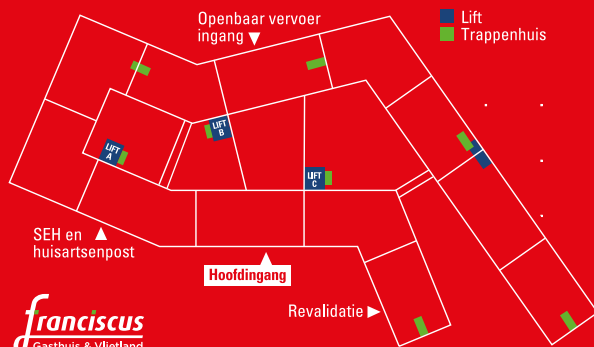 Openbaar vervoer
ingang
Lift
Trappenhuis
LIFT
B
LIFT
A
LIFT
C
SEH en
huisartsenpost
Hoofdingang
Revalidatie
franciscus
Gasthuis & Vlietland